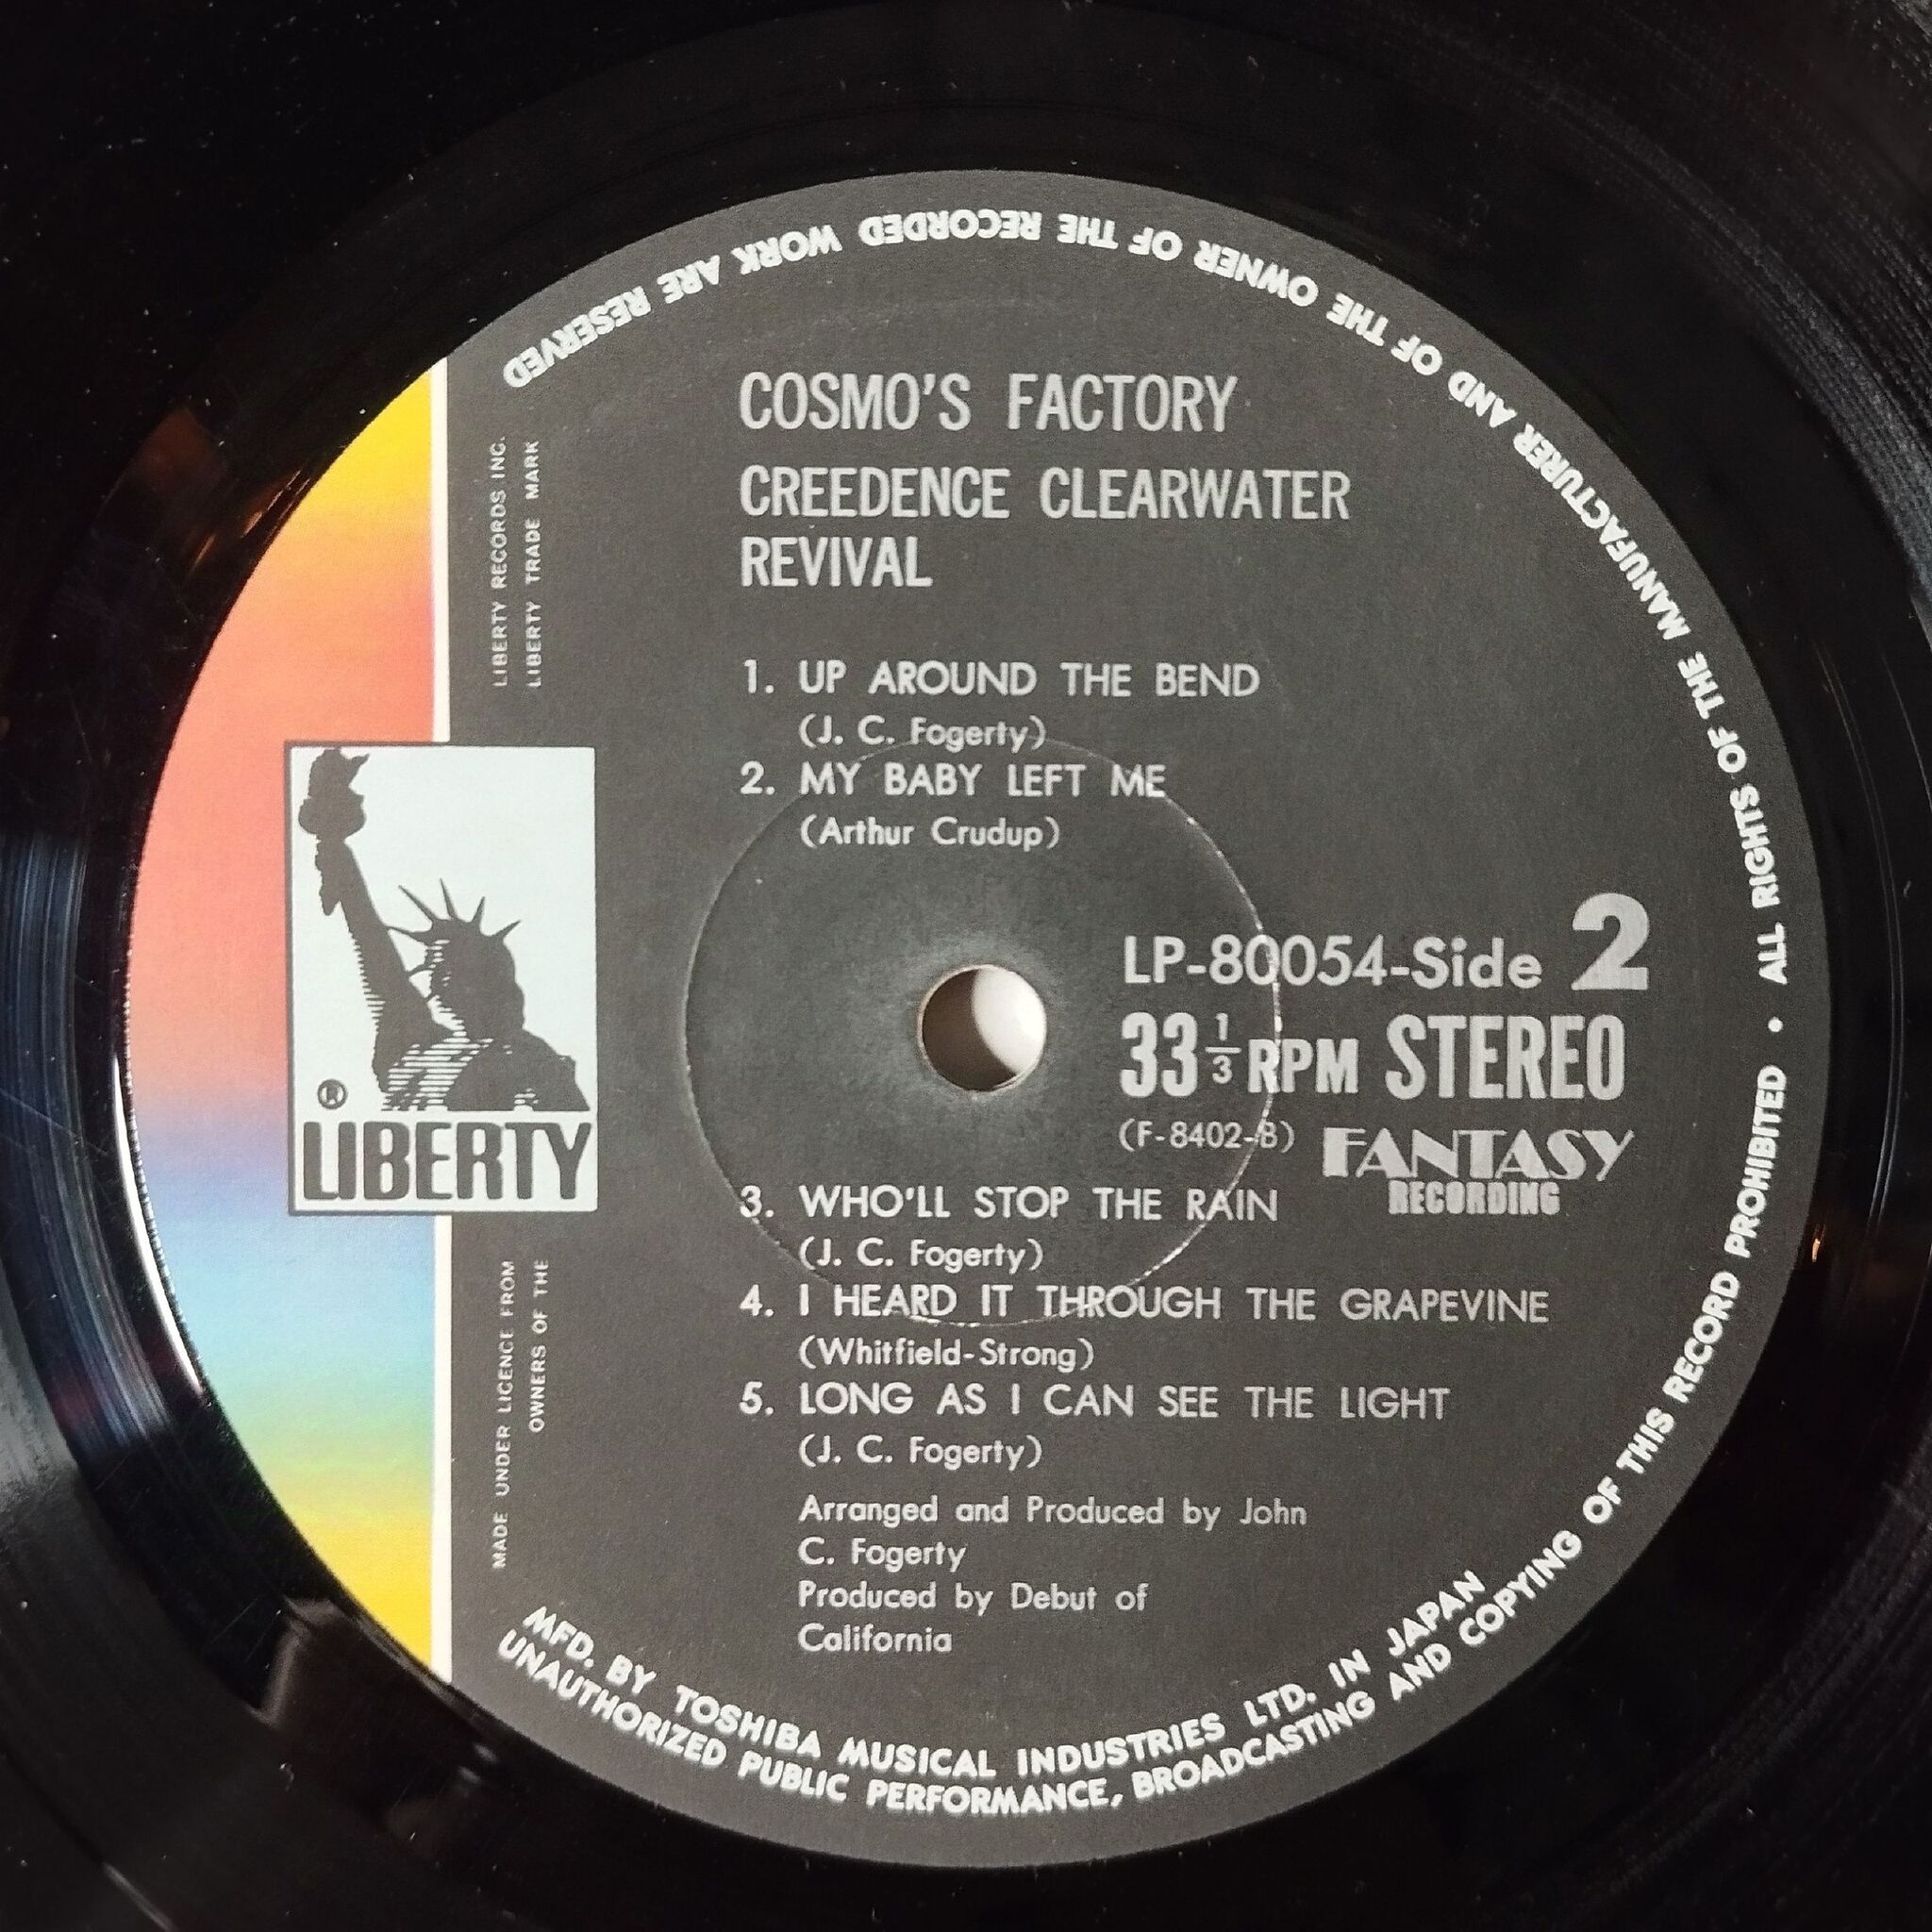 COSMO'S FACTORY
CREEDENCE CLEARWATER
REVIVAL
1. UP AROUND THE BEND
(J. C. Fogerty)
2. MY BABY LEFT ME
(Arthur Crudup)
LP-80054-Side 2
33 1/3 RPM STEREO
(F-8402-B) FANTASY
RECORDING
3. WHO'LL STOP THE RAIN
(J. C. Fogerty)
4. I HEARD IT THROUGH THE GRAPEVINE
(Whitfield-Strong)
5. LONG AS I CAN SEE THE LIGHT
(J. C. Fogerty)
Arranged and Produced by John
C. Fogerty
Produced by Debut of
California
LIBERTY RECORDS INC.
LIBERTY TRADE MARK
®
LIBERTY
MADE UNDER LICENCE FROM
OWNERS OF THE
MFD. BY TOSHIBA MUSICAL INDUSTRIES LTD. IN JAPAN
UNAUTHORIZED PUBLIC PERFORMANCE, BROADCASTING AND COPYING OF THIS RECORD PROHIBITED • ALL RIGHTS OF THE MANUFACTURER AND OF THE OWNER OF THE RECORDED WORK ARE RESERVED